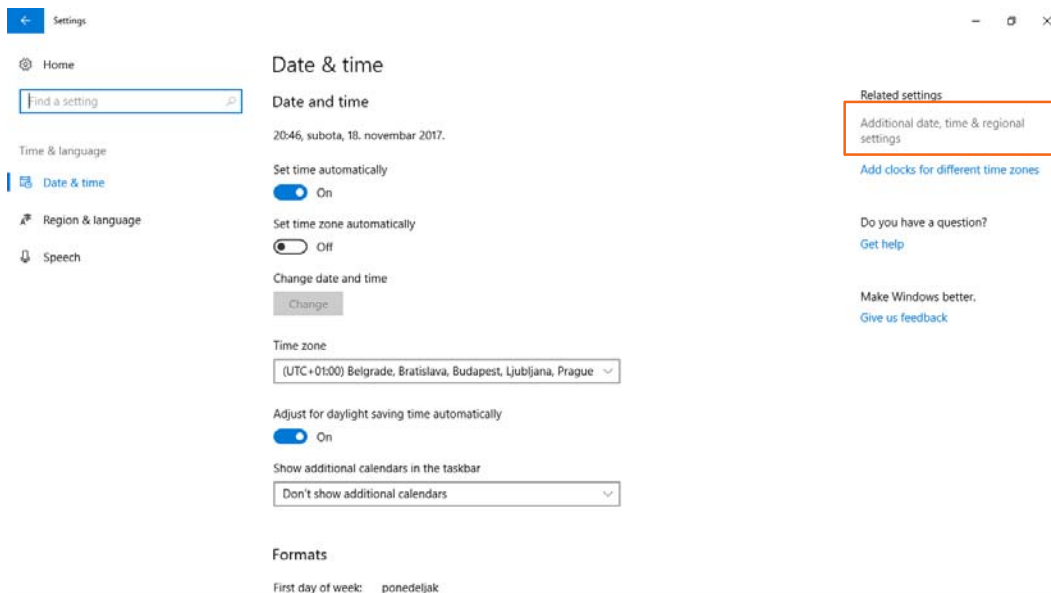 Settings
Home
Find a setting
Time & language
Date & time
Region & language
Speech
Date & time
Date and time
20:46, subota, 18. novembar 2017.
Set time automatically
On
Set time zone automatically
Off
Change date and time
Change
Time zone
(UTC+01:00) Belgrade, Bratislava, Budapest, Ljubljana, Prague
Adjust for daylight saving time automatically
On
Show additional calendars in the taskbar
Don't show additional calendars
Formats
First day of week: ponedeljak
Related settings
Additional date, time & regional
settings
Add clocks for different time zones
Do you have a question?
Get help
Make Windows better.
Give us feedback